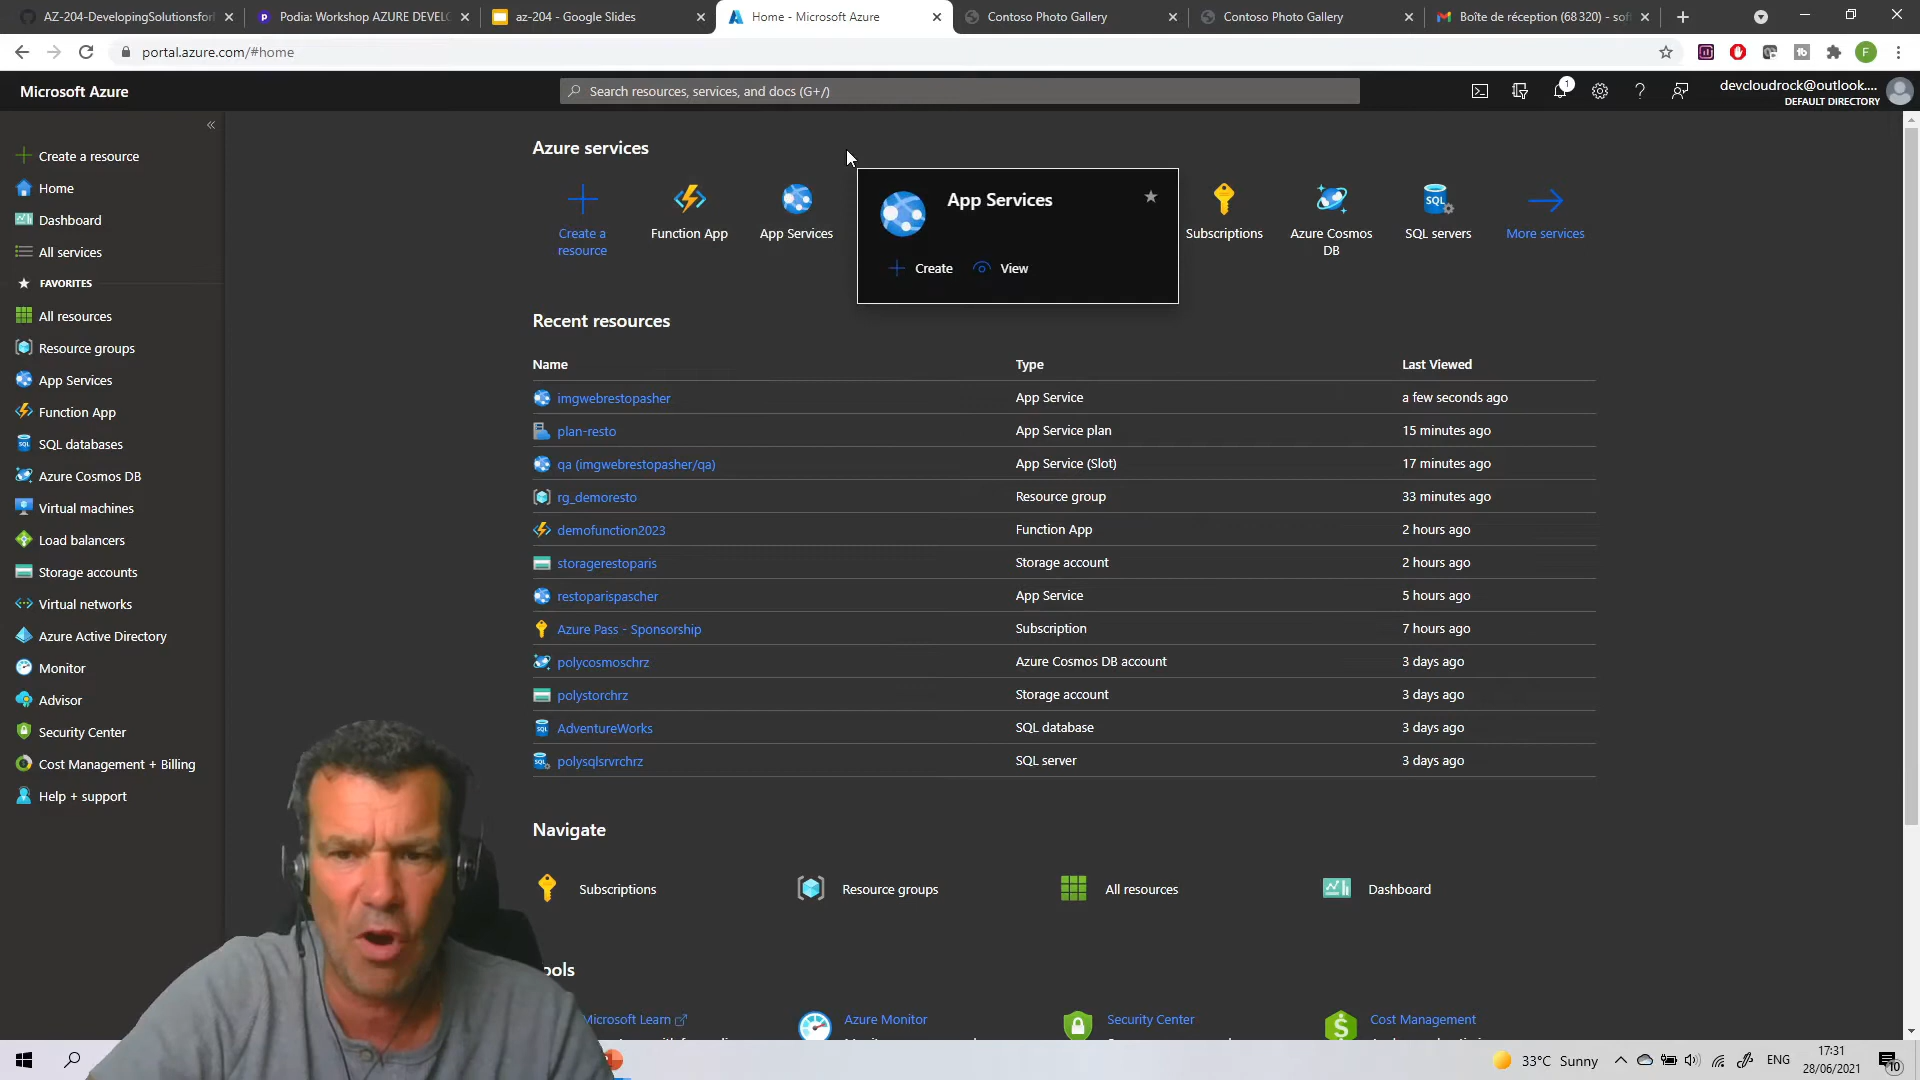 AZ-204-DevelopingSolutionsfor
Podia: Workshop AZURE DEVEL
az-204 - Google Slides
Home - Microsoft Azure
Contoso Photo Gallery
Contoso Photo Gallery
Boîte de réception (68 320) - sof
portal.azure.com/#home
F
Microsoft Azure
Search resources, services, and docs (G+/)
1
devcloudrock@outlook....
DEFAULT DIRECTORY
Create a resource
Home
Dashboard
All services
FAVORITES
All resources
Resource groups
App Services
Function App
SQL databases
Azure Cosmos DB
Virtual machines
Load balancers
Storage accounts
Virtual networks
Azure Active Directory
Monitor
Advisor
Security Center
Cost Management + Billing
Help + support
Azure services
Create a
resource
Function App
App Services
App Services
Create
View
Subscriptions
Azure Cosmos
DB
SQL servers
More services
Recent resources
Name
Type
Last Viewed
imgwebrestopasher
App Service
a few seconds ago
plan-resto
App Service plan
15 minutes ago
qa (imgwebrestopasher/qa)
App Service (Slot)
17 minutes ago
rg_demoresto
Resource group
33 minutes ago
demofunction2023
Function App
2 hours ago
storagerestoparis
Storage account
2 hours ago
restoparispascher
App Service
5 hours ago
Azure Pass - Sponsorship
Subscription
7 hours ago
polycosmoschrz
Azure Cosmos DB account
3 days ago
polystorchrz
Storage account
3 days ago
AdventureWorks
SQL database
3 days ago
polysqlsrvrchrz
SQL server
3 days ago
Navigate
Subscriptions
Resource groups
All resources
Dashboard
ools
Microsoft Learn
Azure Monitor
Security Center
Cost Management
33°C Sunny
ENG
17:31
28/06/2021
10